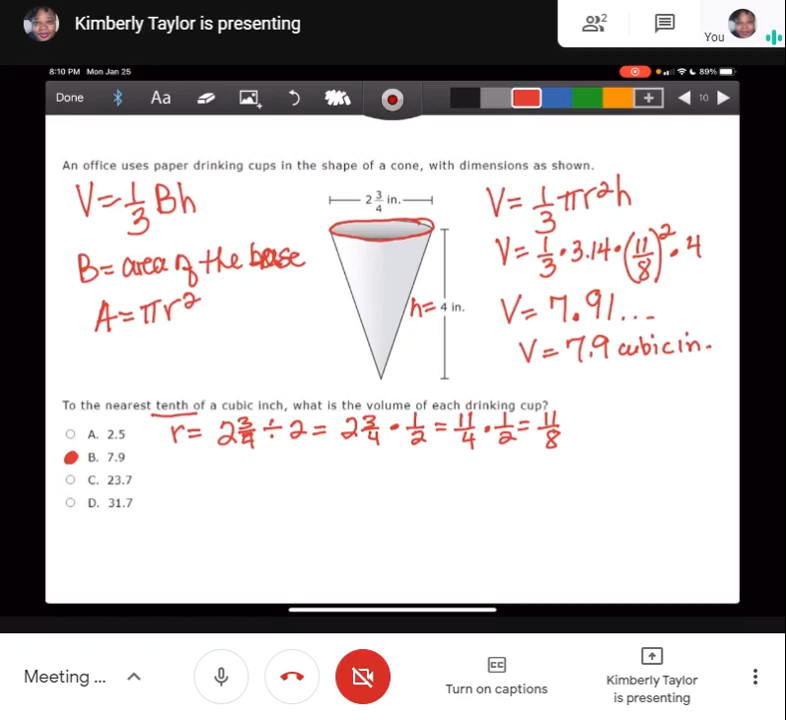 Kimberly Taylor is presenting
2
You
8:10 PM Mon Jan 25
89%
Done
Aa
10
An office uses paper drinking cups in the shape of a cone, with dimensions as shown.
V=1/3 Bh
B= area of the base
A=πr²
2 3/4 in.
h= 4 in.
V= 1/3 πr²h
V= 1/3 • 3.14 • (11/8)² • 4
V= 7.91...
V= 7.9 cubic in.
To the nearest tenth of a cubic inch, what is the volume of each drinking cup?
r= 2 3/4 ÷ 2 = 2 3/4 • 1/2 = 11/4 • 1/2 = 11/8
A. 2.5
B. 7.9
C. 23.7
D. 31.7
Meeting ...
CC
Turn on captions
Kimberly Taylor
is presenting